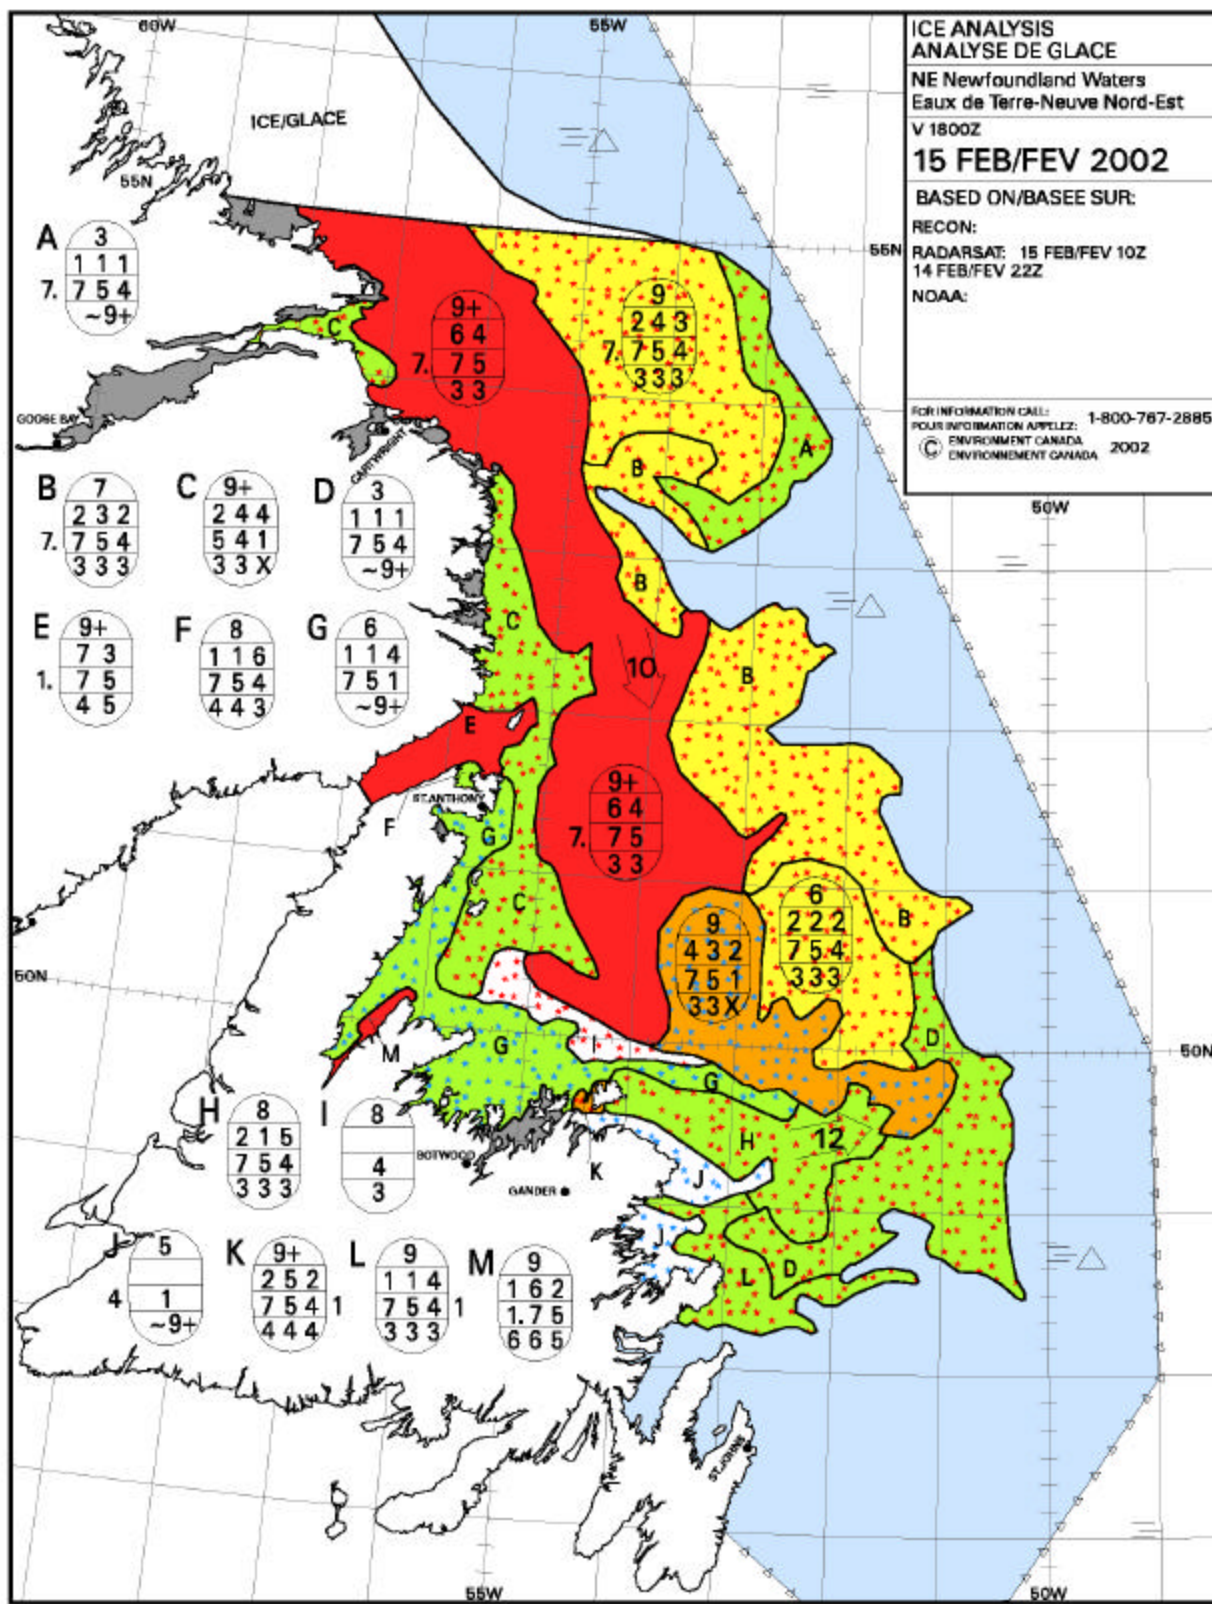 60W
55W
ICE ANALYSIS
ANALYSE DE GLACE
NE Newfoundland Waters
Eaux de Terre-Neuve Nord-Est
V 1800Z
15 FEB/FEV 2002
BASED ON/BASEE SUR:
RECON:
RADARSAT: 15 FEB/FEV 10Z
14 FEB/FEV 22Z
NOAA:
FOR INFORMATION CALL:
POUR INFORMATION APPELEZ: 1-800-767-2885
© ENVIRONMENT CANADA
ENVIRONNEMENT CANADA 2002
ICE/GLACE
55N
55N
A
3
1 1 1
7. 7 5 4
~9+
C
9+
6 4
7. 7 5
3 3
9
2 4 3
7. 7 5 4
3 3 3
A
B
GOOSE BAY
CARTWRIGHT
B
7
2 3 2
7. 7 5 4
3 3 3
C
9+
2 4 4
5 4 1
3 3 X
D
3
1 1 1
7 5 4
~9+
50W
B
E
9+
7 3
1. 7 5
4 5
F
8
1 1 6
7 5 4
4 4 3
G
6
1 1 4
7 5 1
~9+
C
10
B
E
ST.ANTHONY
F
G
9+
6 4
7. 7 5
3 3
C
9
4 3 2
7 5 1
3 3 X
6
2 2 2
7 5 4
3 3 3
B
50N
M
G
I
D
50N
G
H
8
2 1 5
7 5 4
3 3 3
I
8
4
3
BOTWOOD
GANDER
K
H
12
J
J
J
5
4 1
~9+
K
9+
2 5 2
7 5 4 1
4 4 4
L
9
1 1 4
7 5 4 1
3 3 3
M
9
1 6 2
1. 7 5
6 6 5
L
D
ST.JOHNS
55W
50W